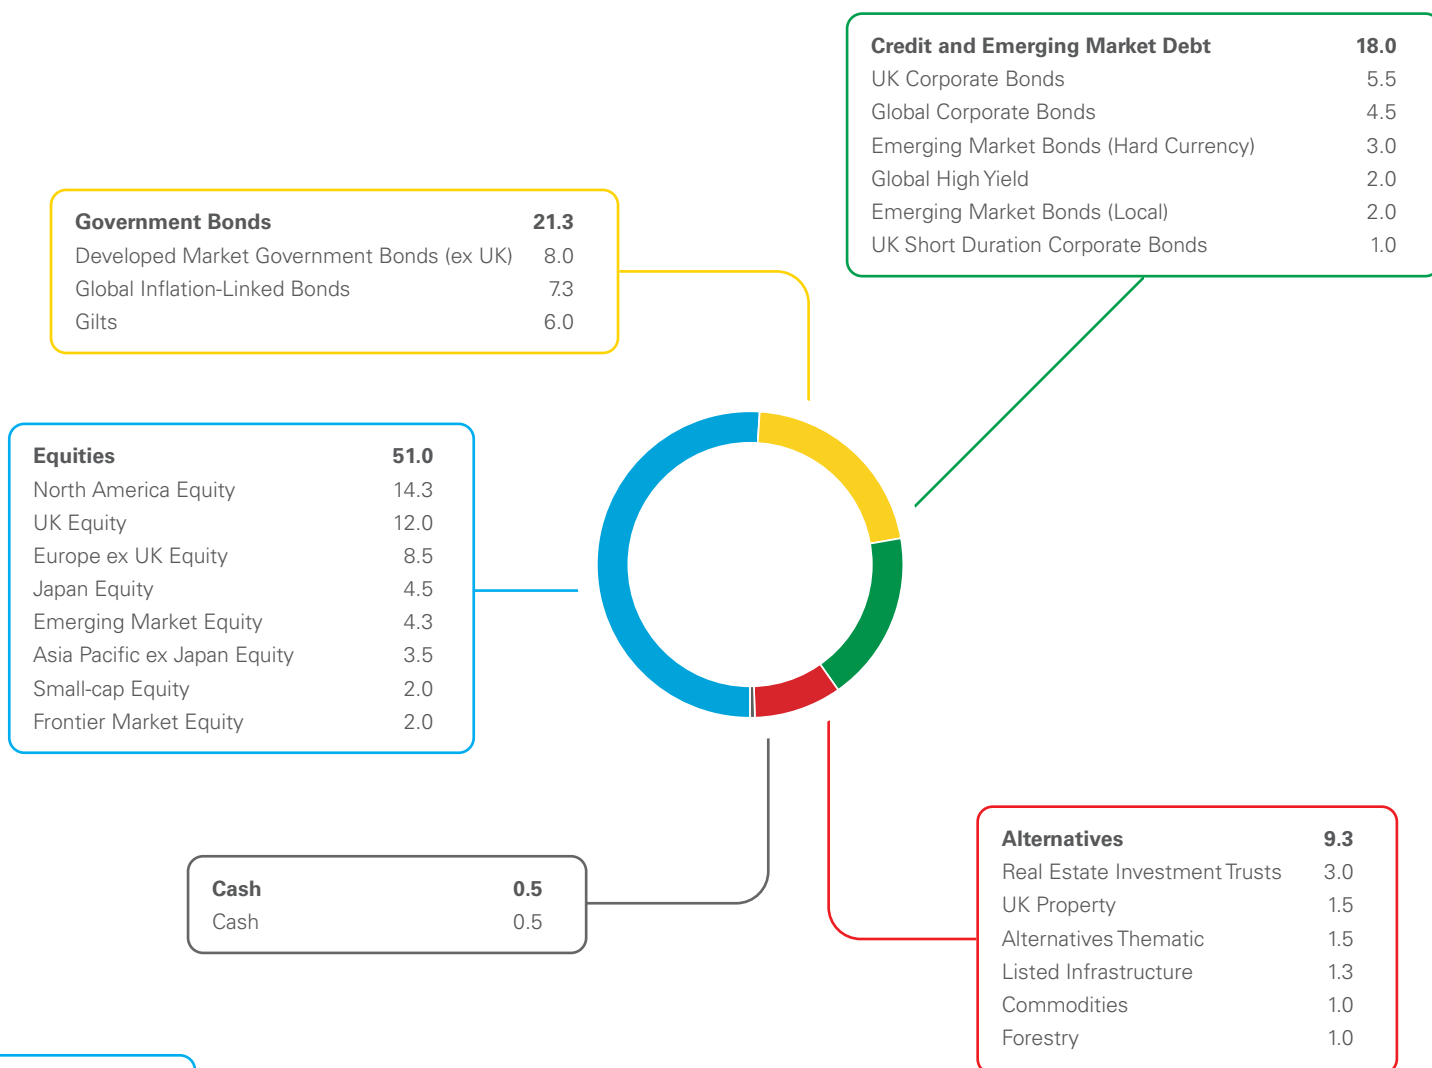 Credit and Emerging Market Debt 18.0
UK Corporate Bonds 5.5
Global Corporate Bonds 4.5
Emerging Market Bonds (Hard Currency) 3.0
Global High Yield 2.0
Emerging Market Bonds (Local) 2.0
UK Short Duration Corporate Bonds 1.0
Government Bonds 21.3
Developed Market Government Bonds (ex UK) 8.0
Global Inflation-Linked Bonds 7.3
Gilts 6.0
Equities 51.0
North America Equity 14.3
UK Equity 12.0
Europe ex UK Equity 8.5
Japan Equity 4.5
Emerging Market Equity 4.3
Asia Pacific ex Japan Equity 3.5
Small-cap Equity 2.0
Frontier Market Equity 2.0
Cash 0.5
Cash 0.5
Alternatives 9.3
Real Estate Investment Trusts 3.0
UK Property 1.5
Alternatives Thematic 1.5
Listed Infrastructure 1.3
Commodities 1.0
Forestry 1.0